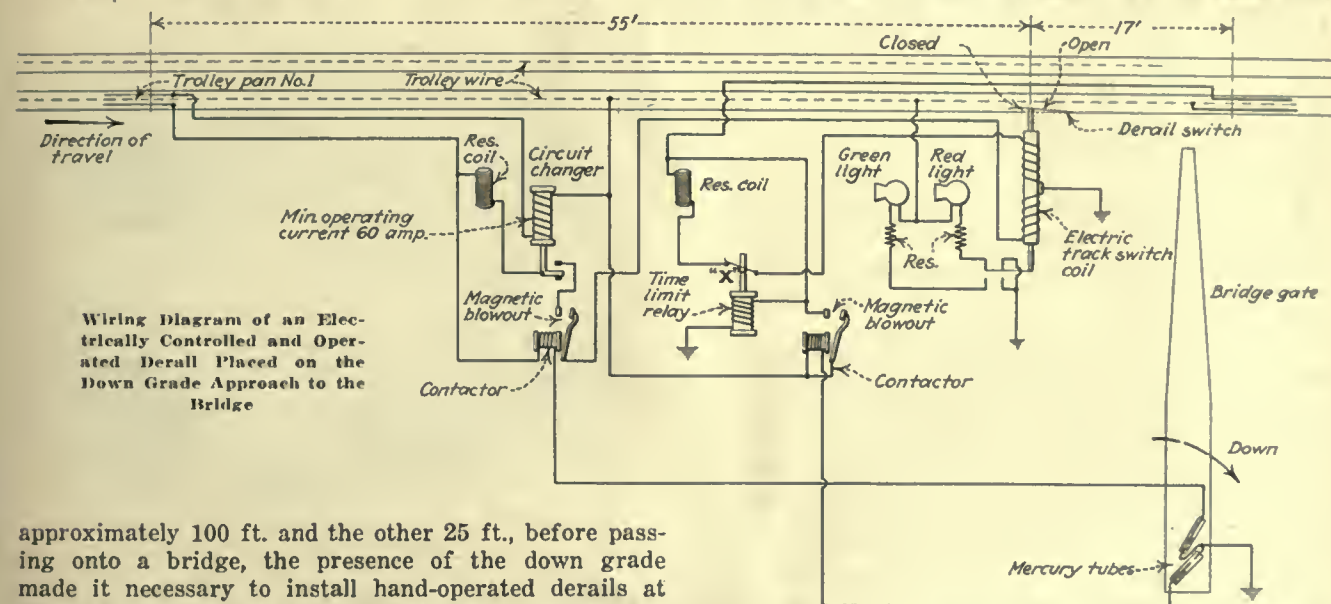 55'
17'
Closed
Open
Trolley pan No.1
Trolley wire
Direction of
travel
Derail switch
Res.
coil
Circuit
changer
Green
light
Red
light
Res. coil
Min. operating
current 60 amp.
Res.
Electric
track switch
coil
"X"
Time
limit
relay
Magnetic
blowout
Magnetic
blowout
Bridge gate
Wiring Diagram of an Elec-
trically Controlled and Oper-
ated Derail Placed on the
Down Grade Approach to the
Bridge
Contactor
Contactor
Down
approximately 100 ft. and the other 25 ft., before pass-
ing onto a bridge, the presence of the down grade
made it necessary to install hand-operated derails at
Mercury tubes